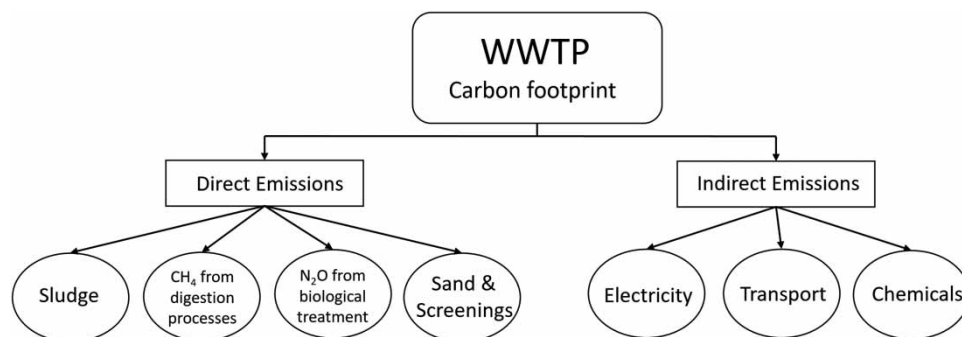 WWTP
Carbon footprint
Direct Emissions
Indirect Emissions
Sludge
CH₄ from
digestion
processes
N₂O from
biological
treatment
Sand &
Screenings
Electricity
Transport
Chemicals